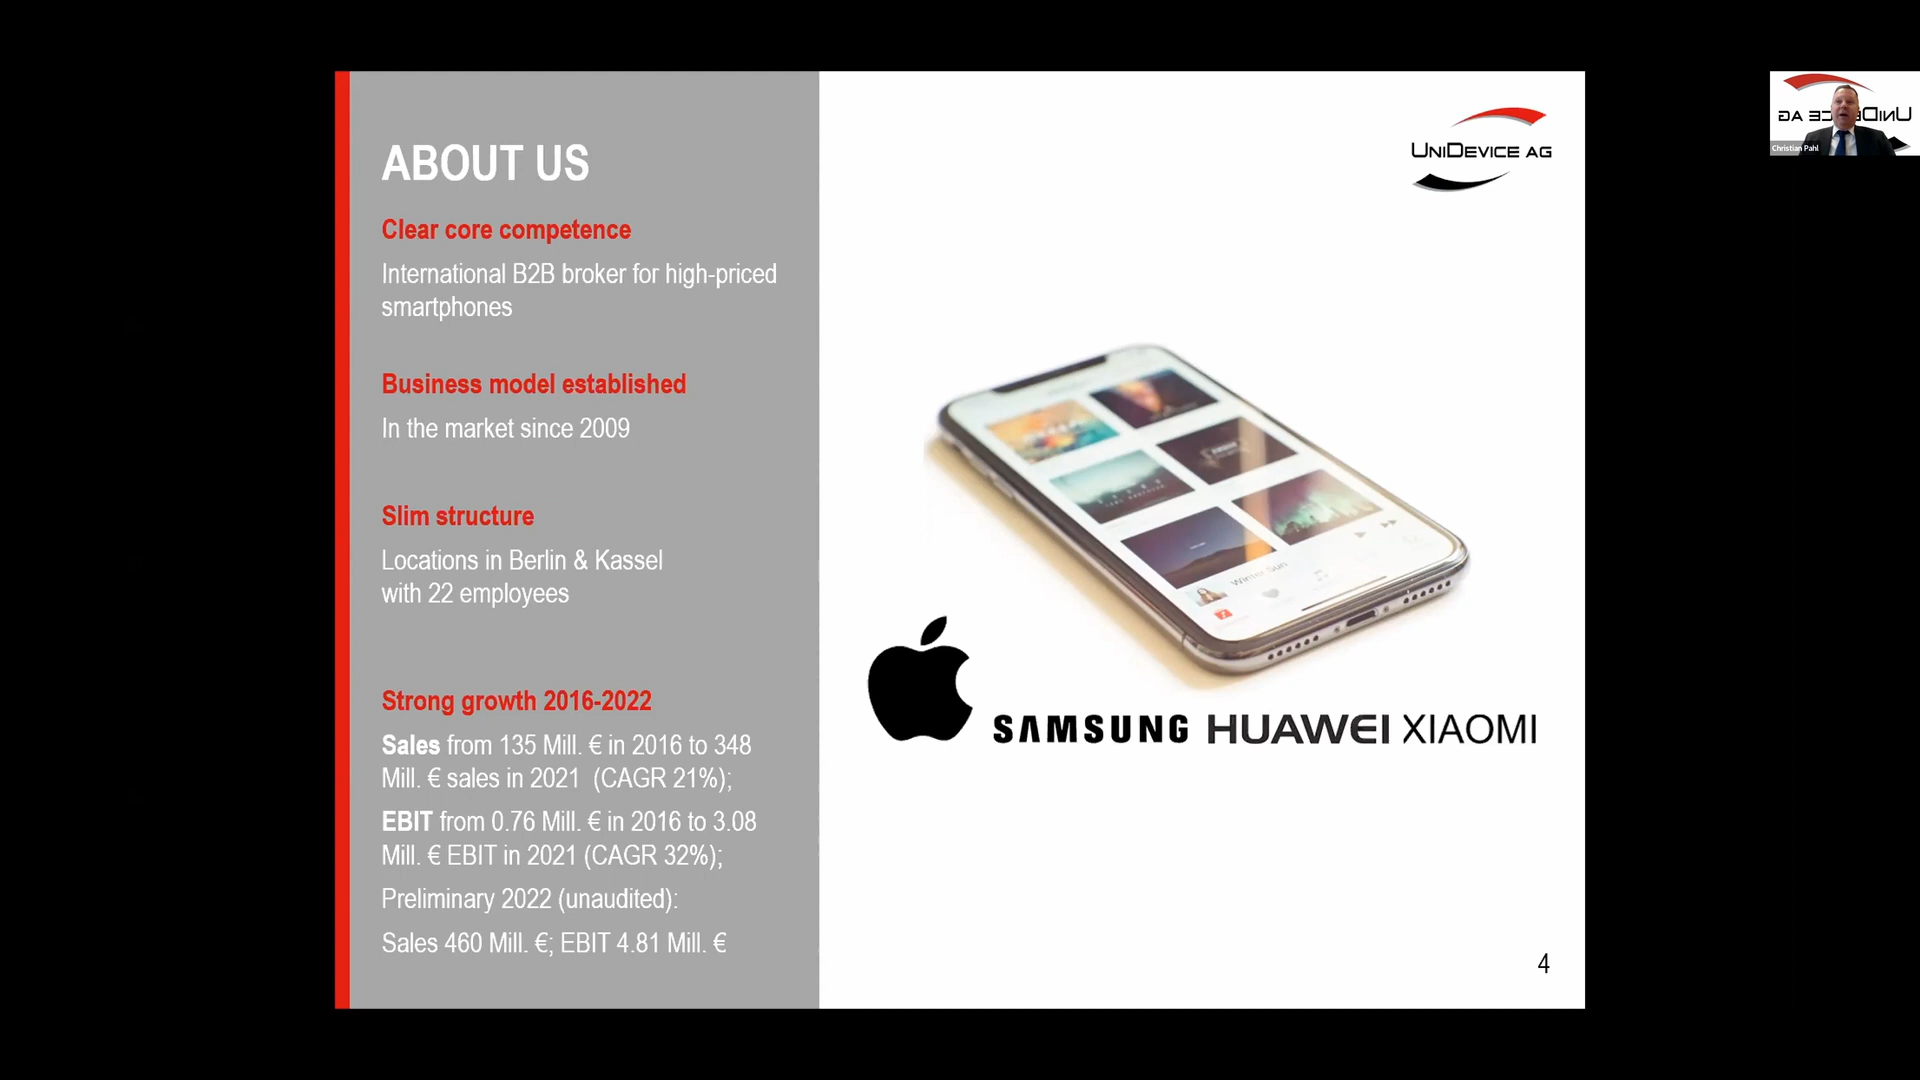 ABOUT US
Clear core competence
International B2B broker for high-priced
smartphones
Business model established
In the market since 2009
Slim structure
Locations in Berlin & Kassel
with 22 employees
Strong growth 2016-2022
Sales from 135 Mill. € in 2016 to 348
Mill. € sales in 2021 (CAGR 21%);
EBIT from 0.76 Mill. € in 2016 to 3.08
Mill. € EBIT in 2021 (CAGR 32%);
Preliminary 2022 (unaudited):
Sales 460 Mill. €; EBIT 4.81 Mill. €
UNIDEVICE AG
Winter Sun
SAMSUNG HUAWEI XIAOMI
4
Christian Pahl